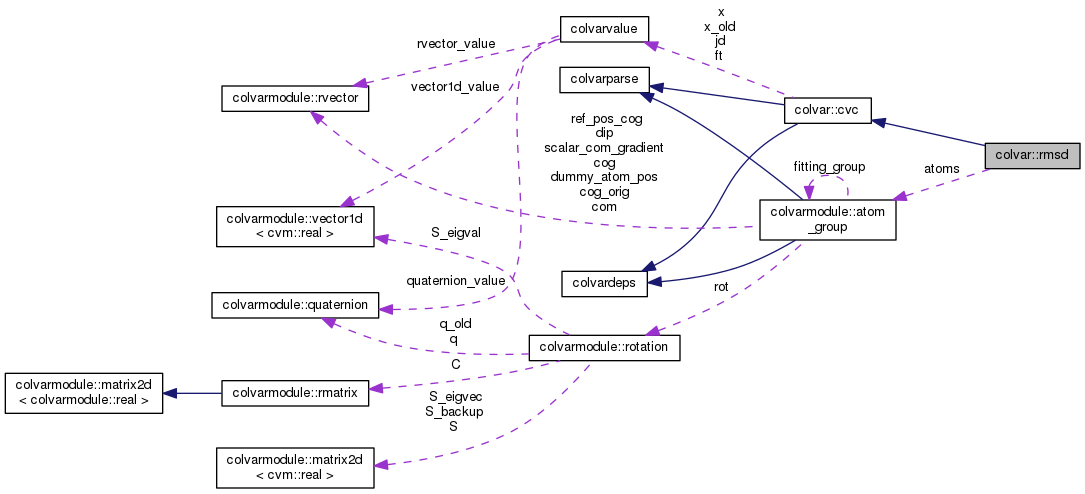 x
x_old
jd
ft
colvarvalue
rvector_value
colvarparse
vector1d_value
colvarmodule::rvector
colvar::cvc
ref_pos_cog
dip
scalar_com_gradient
cog
dummy_atom_pos
cog_orig
com
colvar::rmsd
fitting_group
atoms
colvarmodule::vector1d
< cvm::real >
colvarmodule::atom
_group
S_eigval
quaternion_value
colvardeps
rot
colvarmodule::quaternion
q_old
q
colvarmodule::rotation
C
colvarmodule::matrix2d
< colvarmodule::real >
colvarmodule::rmatrix
S_eigvec
S_backup
S
colvarmodule::matrix2d
< cvm::real >